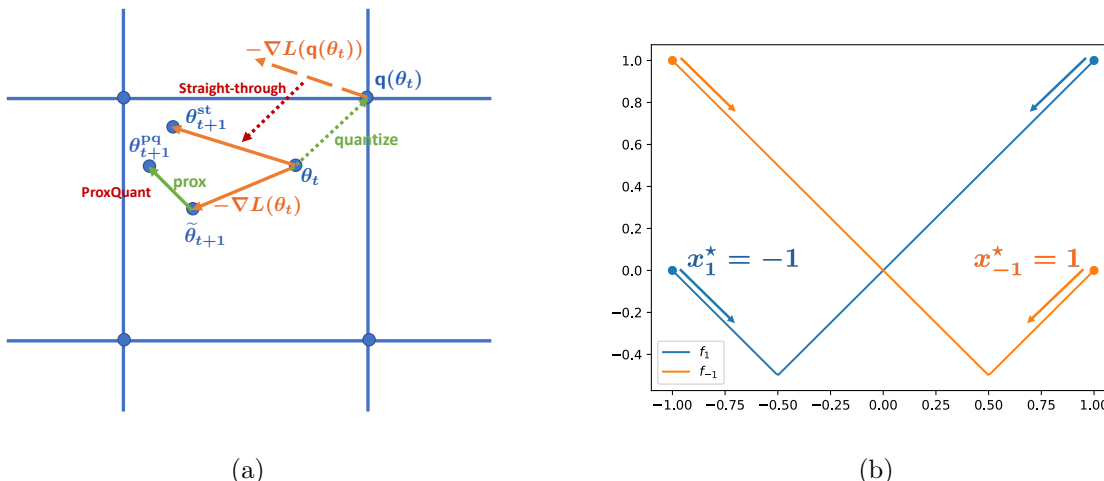 −∇L(q(θ_t))
q(θ_t)
Straight-through
θ^st_{t+1}
quantize
θ^pq_{t+1}
prox
θ_t
ProxQuant
−∇L(θ_t)
θ̃_{t+1}
(a)
1.0
0.8
0.6
0.4
0.2
0.0
−0.2
−0.4
x^⋆_1 = −1
x^⋆_{−1} = 1
f_1
f_{−1}
−1.00 −0.75 −0.50 −0.25 0.00 0.25 0.50 0.75 1.00
(b)